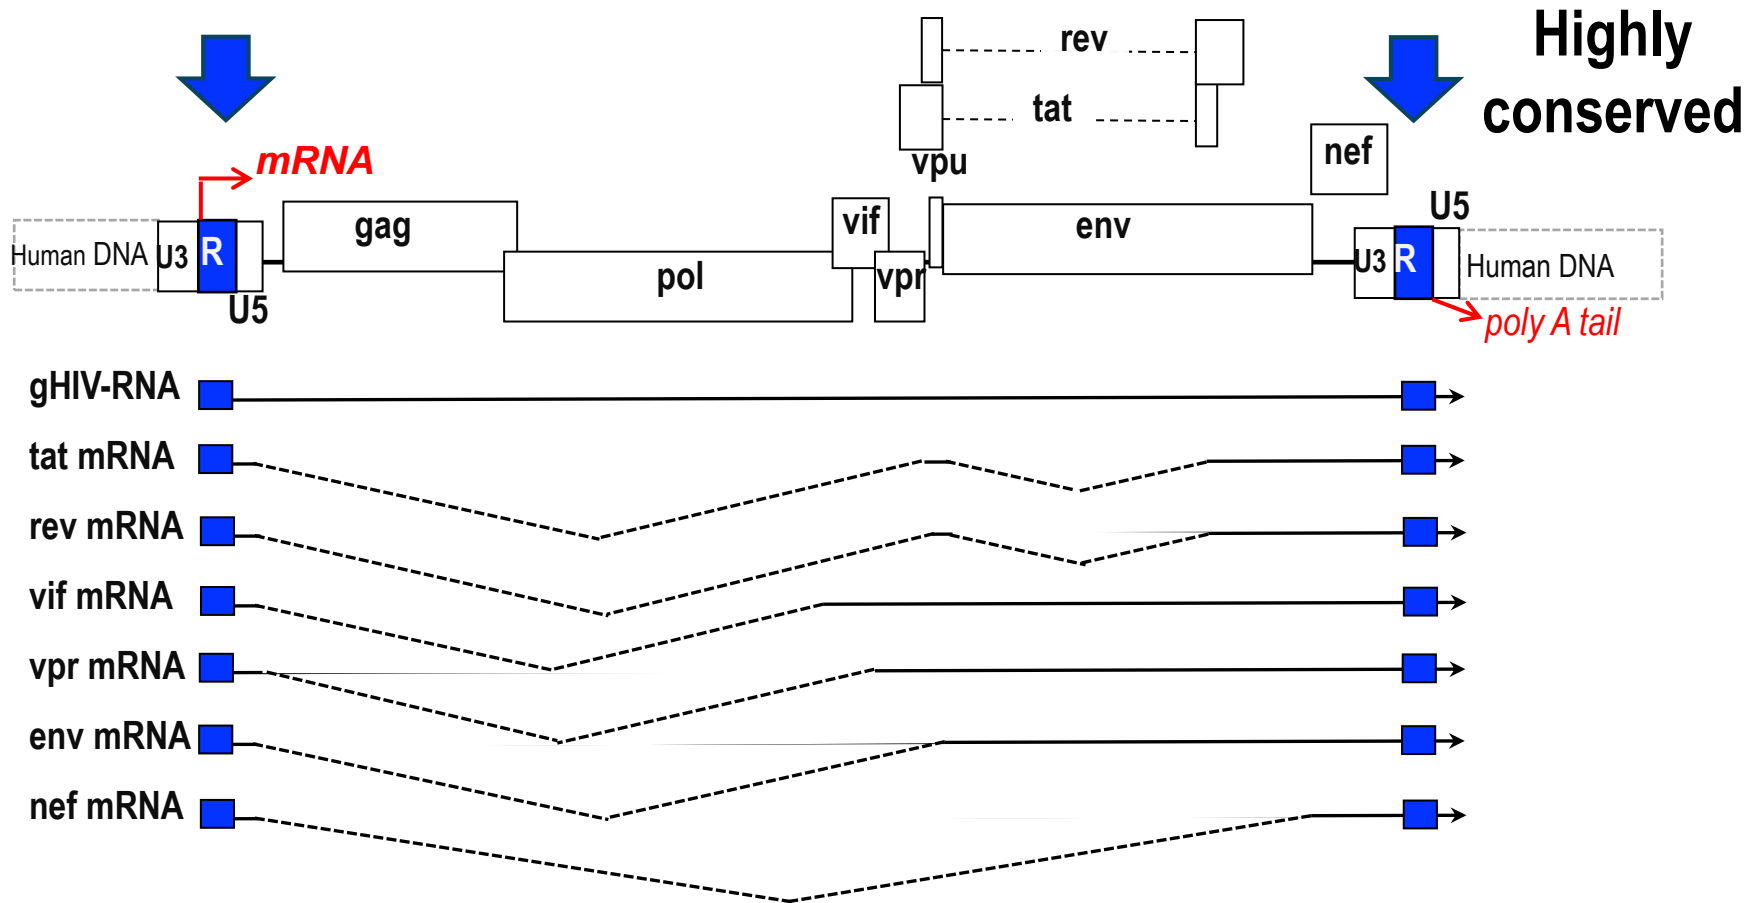 Highly
conserved
rev
tat
nef
mRNA
vpu
U5
gag
vif
env
Human DNA
U3
R
pol
vpr
U3
R
Human DNA
U5
poly A tail
gHIV-RNA
tat mRNA
rev mRNA
vif mRNA
vpr mRNA
env mRNA
nef mRNA